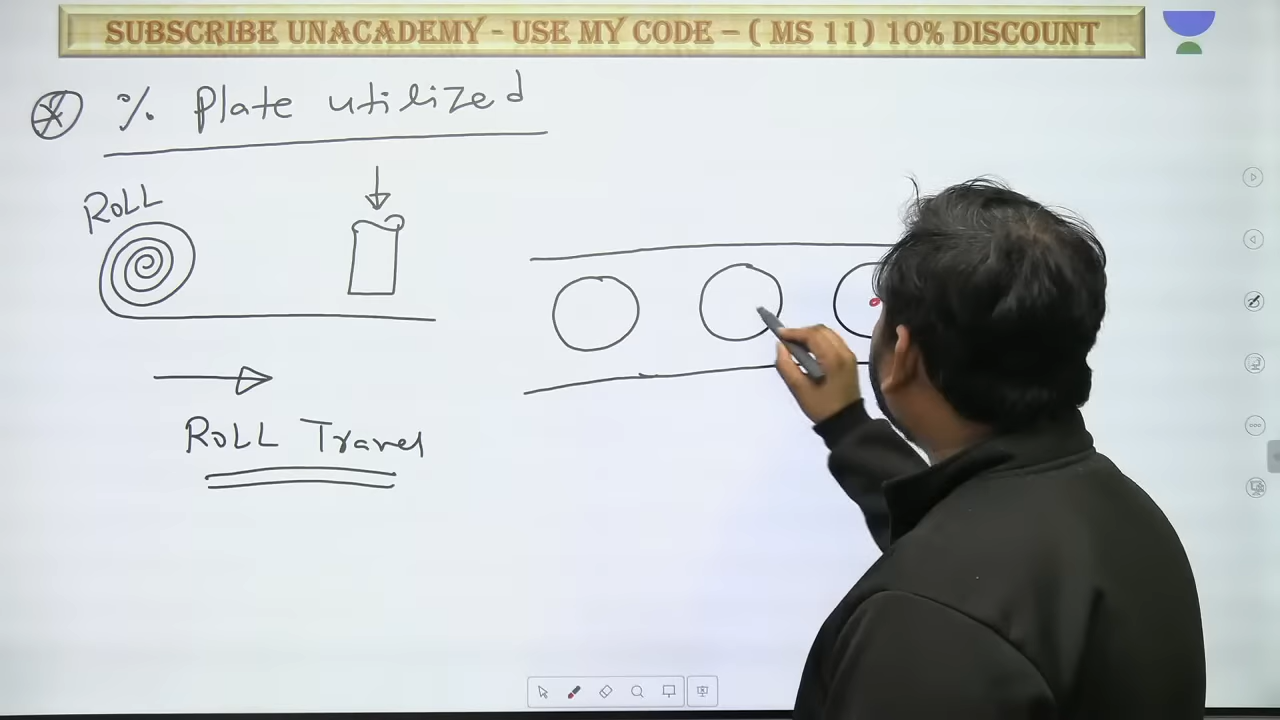 SUBSCRIBE UNACADEMY - USE MY CODE – ( MS 11) 10% DISCOUNT
% Plate utilized
ROLL
ROLL Travel